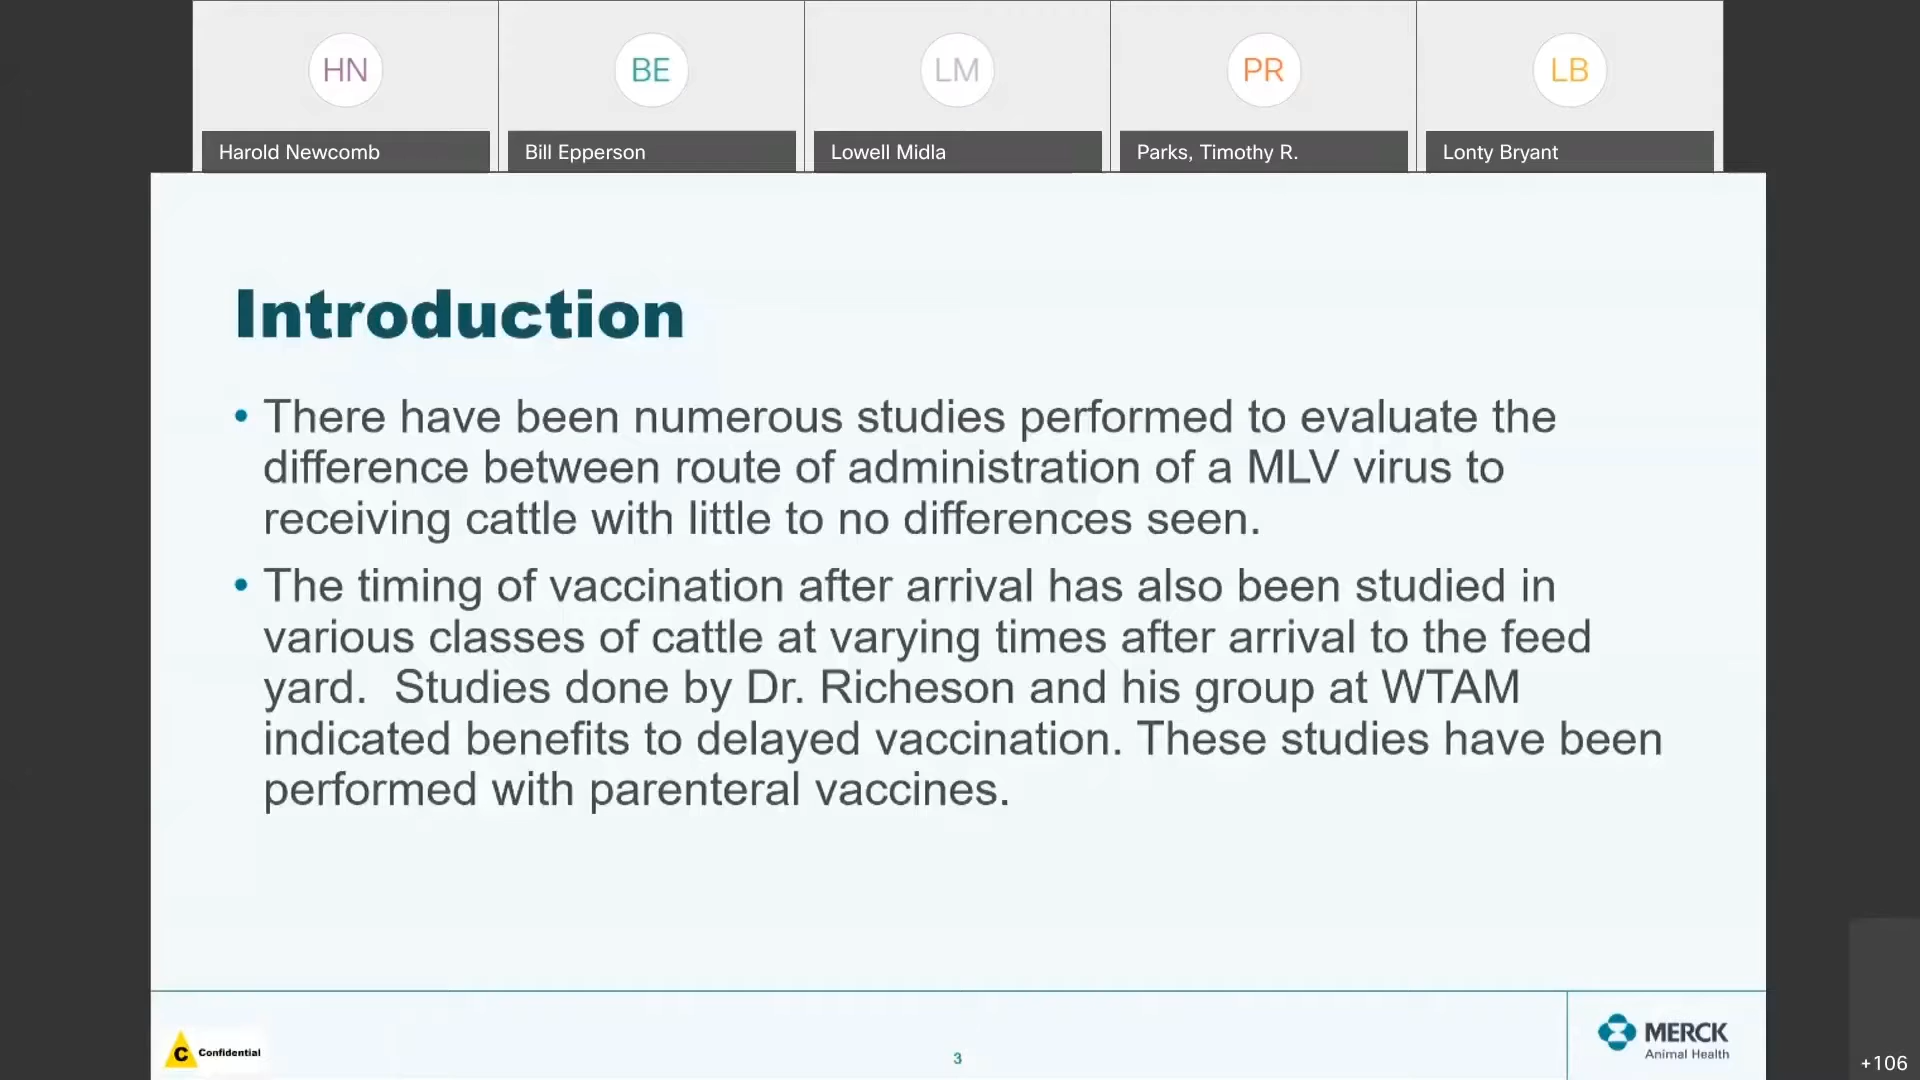 HN
BE
LM
PR
LB
Harold Newcomb
Bill Epperson
Lowell Midla
Parks, Timothy R.
Lonty Bryant
Introduction
• There have been numerous studies performed to evaluate the
difference between route of administration of a MLV virus to
receiving cattle with little to no differences seen.
• The timing of vaccination after arrival has also been studied in
various classes of cattle at varying times after arrival to the feed
yard.  Studies done by Dr. Richeson and his group at WTAM
indicated benefits to delayed vaccination. These studies have been
performed with parenteral vaccines.
C Confidential
3
MERCK
Animal Health
+106